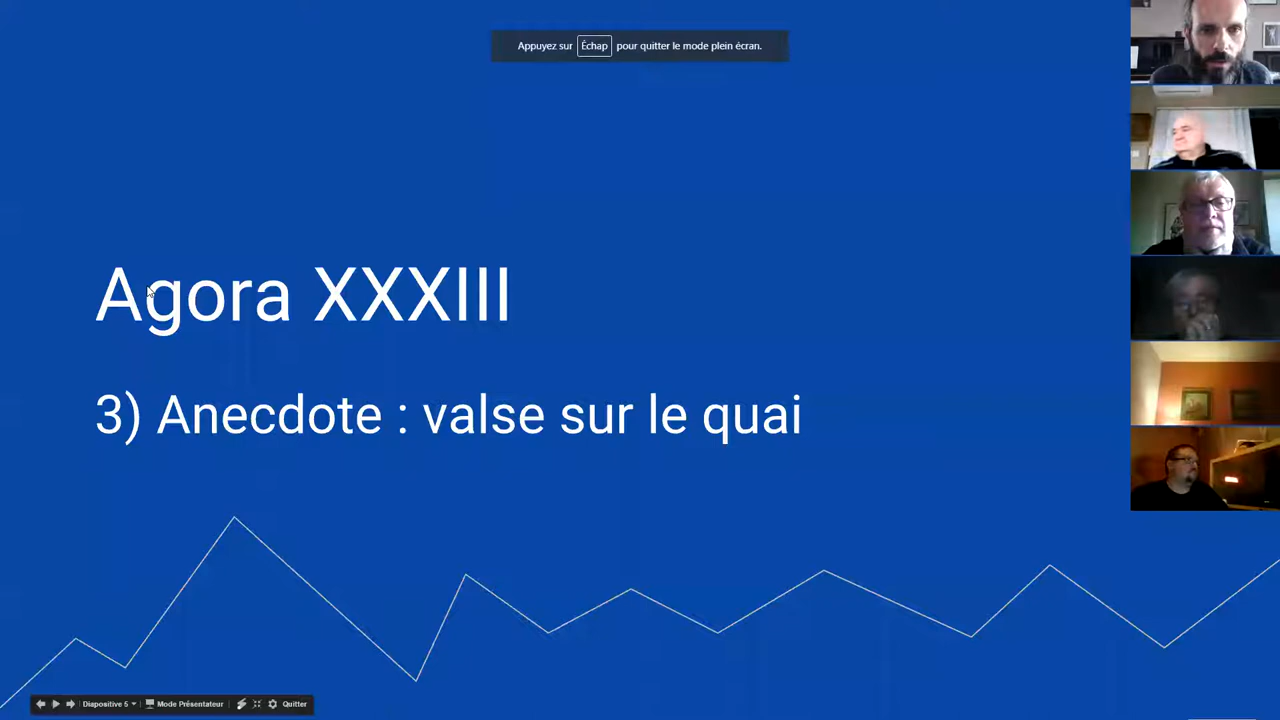 Appuyez sur Échap pour quitter le mode plein écran.
Agora XXXIII
3) Anecdote : valse sur le quai
Diapositive 5 Mode Présentateur Quitter